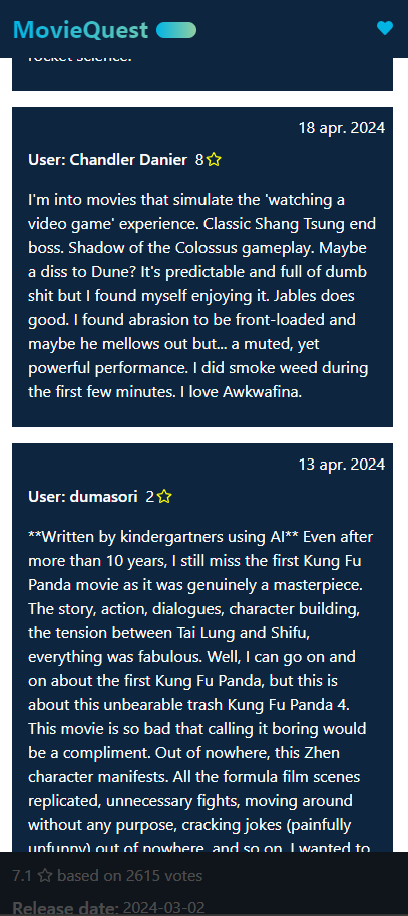 MovieQuest
rocket science.
18 apr. 2024
User: Chandler Danier 8
I'm into movies that simulate the 'watching a
video game' experience. Classic Shang Tsung end
boss. Shadow of the Colossus gameplay. Maybe
a diss to Dune? It's predictable and full of dumb
shit but I found myself enjoying it. Jables does
good. I found abrasion to be front-loaded and
maybe he mellows out but... a muted, yet
powerful performance. I did smoke weed during
the first few minutes. I love Awkwafina.
13 apr. 2024
User: dumasori 2
**Written by kindergartners using AI** Even after
more than 10 years, I still miss the first Kung Fu
Panda movie as it was genuinely a masterpiece.
The story, action, dialogues, character building,
the tension between Tai Lung and Shifu,
everything was fabulous. Well, I can go on and
on about the first Kung Fu Panda, but this is
about this unbearable trash Kung Fu Panda 4.
This movie is so bad that calling it boring would
be a compliment. Out of nowhere, this Zhen
character manifests. All the formula film scenes
replicated, unnecessary fights, moving around
without any purpose, cracking jokes (painfully
unfunny) out of nowhere, and so on. I wanted to
7.1 based on 2615 votes
Release date: 2024-03-02